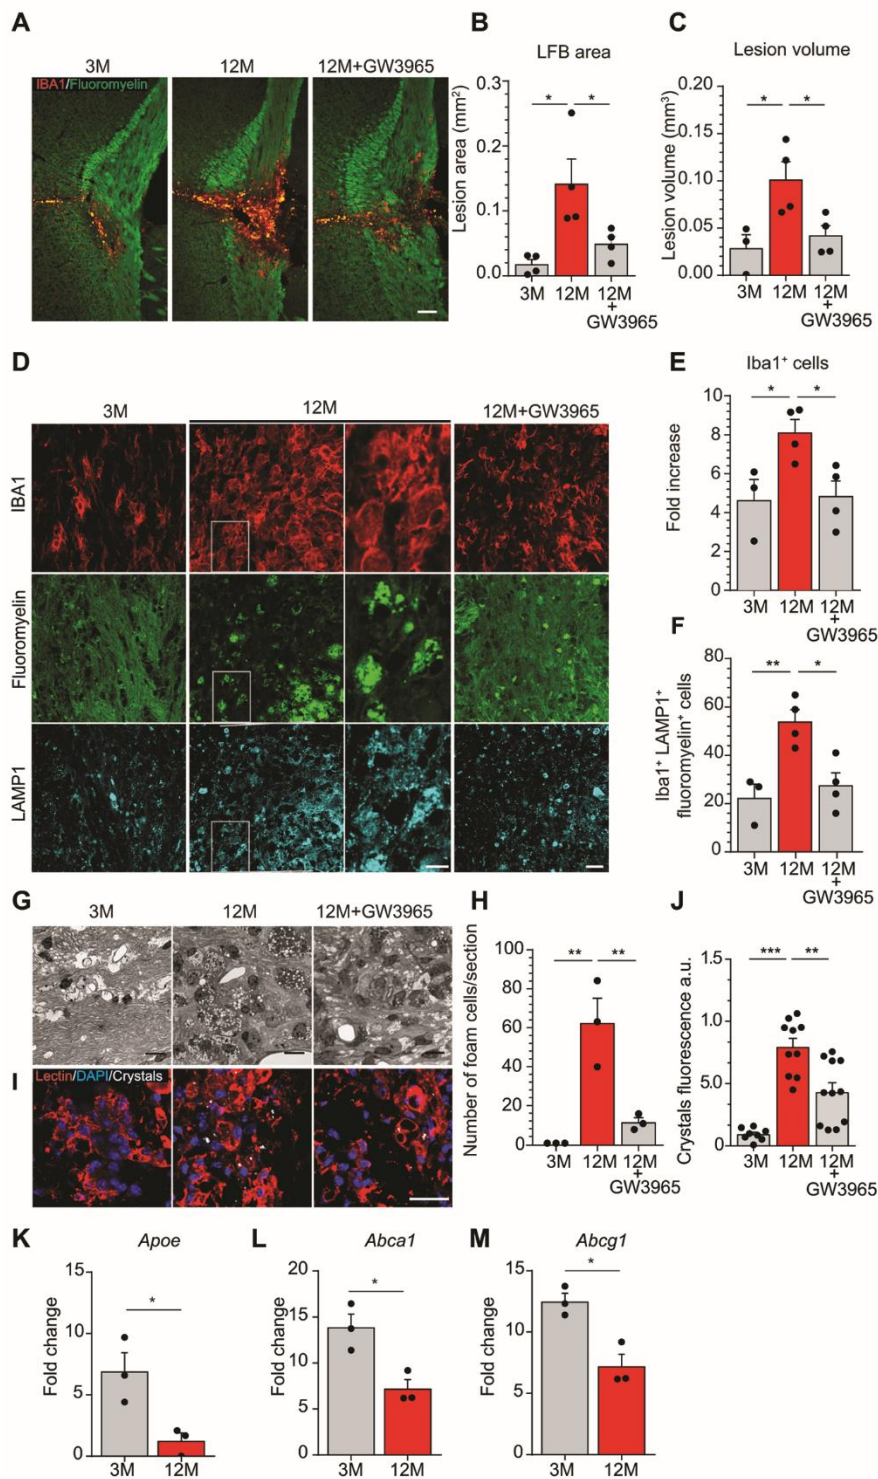 A
3M
12M
12M+GW3965
IBA1/Fluoromyelin
B
LFB area
Lesion area (mm²)
0.3
0.2
0.1
0.0
*
*
3M
12M
12M
+
GW3965
C
Lesion volume
Lesion volume (mm³)
0.20
0.15
0.10
0.05
0.00
*
*
3M
12M
12M
+
GW3965
D
3M
12M
12M+GW3965
IBA1
Fluoromyelin
LAMP1
E
Iba1⁺ cells
Fold increase
10
8
6
4
2
0
*
*
3M
12M
12M
+
GW3965
F
Iba1⁺ LAMP1⁺
fluoromyelin⁺ cells
80
60
40
20
0
**
*
3M
12M
12M
+
GW3965
G
3M
12M
12M+GW3965
H
Number of foam cells/section
100
80
60
40
20
0
**
**
3M
12M
12M
+
GW3965
I
Lectin/DAPI/Crystals
J
Crystals fluorescence a.u.
1.5
1.0
5.0
0
***
**
3M
12M
12M
+
GW3965
K
Apoe
Fold change
15
10
5
0
*
3M
12M
L
Abca1
Fold change
20
15
10
5
0
*
3M
12M
M
Abcg1
Fold change
15
10
5
0
*
3M
12M